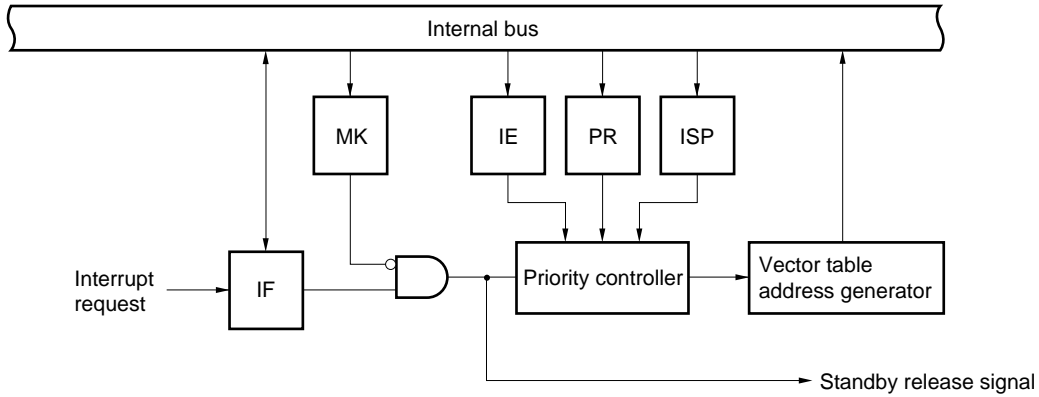 Internal bus
MK
IE
PR
ISP
Interrupt
request
IF
Priority controller
Vector table
address generator
Standby release signal